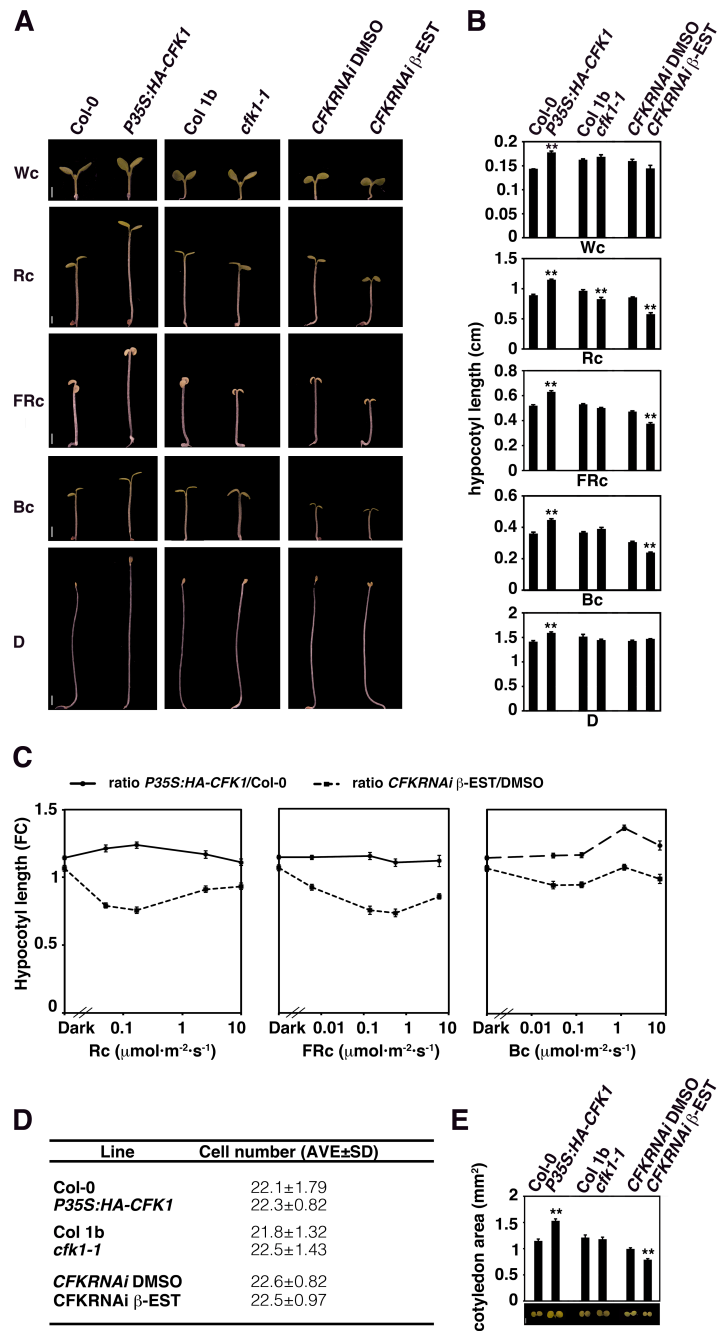 A
Col-0
P35S:HA-CFK1
Col 1b
cfk1-1
CFKRNAi DMSO
CFKRNAi β-EST
Wc
Rc
FRc
Bc
D
B
Col-0
P35S:HA-CFK1
Col 1b
cfk1-1
CFKRNAi DMSO
CFKRNAi β-EST
hypocotyl length (cm)
0.2
**
0.15
0.1
0.05
0
Wc
1.5
**
**
1
0.5
**
0
Rc
0.8
**
0.6
0.4
**
0.2
0
FRc
0.6
**
0.4
**
0.2
0
Bc
2
**
1.5
1
0.5
0
D
C
ratio P35S:HA-CFK1/Col-0
ratio CFKRNAi β-EST/DMSO
Hypocotyl length (FC)
1.5
1
0.5
0
Dark 0.1 1 10
Rc (μmol·m-2·s-1)
Dark 0.01 0.1 1 10
FRc (μmol·m-2·s-1)
Dark 0.01 0.1 1 10
Bc (μmol·m-2·s-1)
D
Line Cell number (AVE±SD)
Col-0 22.1±1.79
P35S:HA-CFK1 22.3±0.82
Col 1b 21.8±1.32
cfk1-1 22.5±1.43
CFKRNAi DMSO 22.6±0.82
CFKRNAi β-EST 22.5±0.97
E
Col-0
P35S:HA-CFK1
Col 1b
cfk1-1
CFKRNAi DMSO
CFKRNAi β-EST
cotyledon area (mm2)
2
**
1.5
1
**
0.5
0